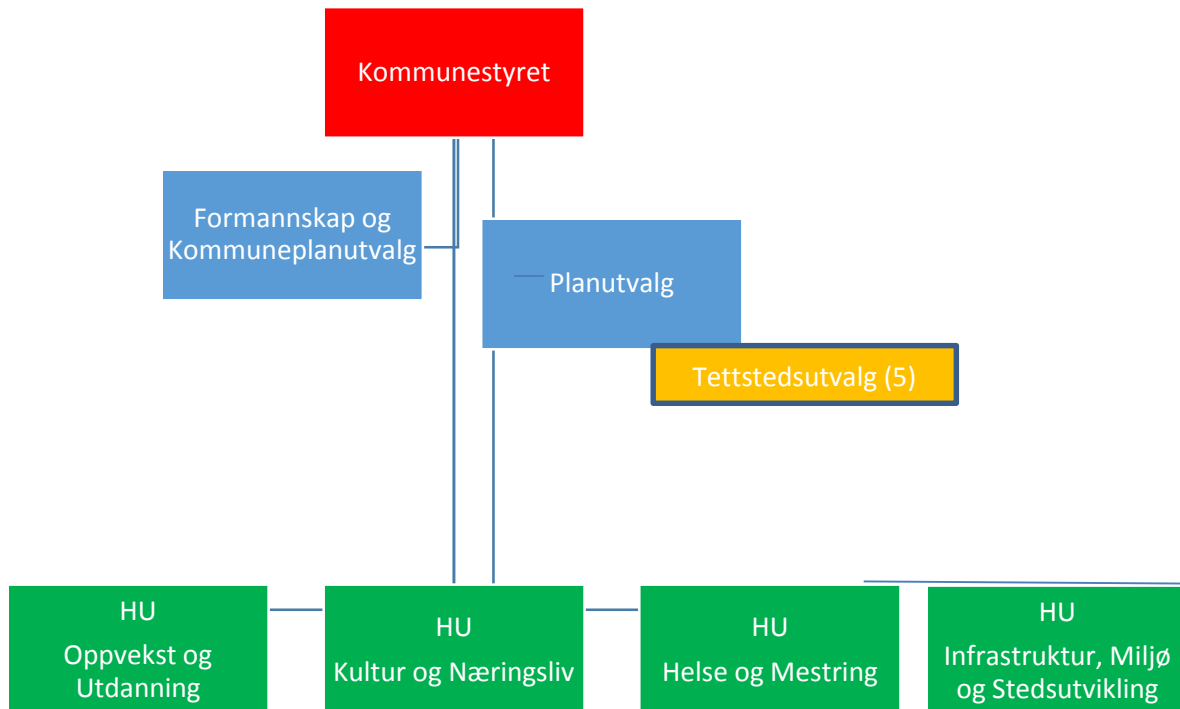 Kommunestyret
Formannskap og
Kommuneplanutvalg
Planutvalg
Tettstedsutvalg (5)
HU
Oppvekst og
Utdanning
HU
Kultur og Næringsliv
HU
Helse og Mestring
HU
Infrastruktur, Miljø
og Stedsutvikling